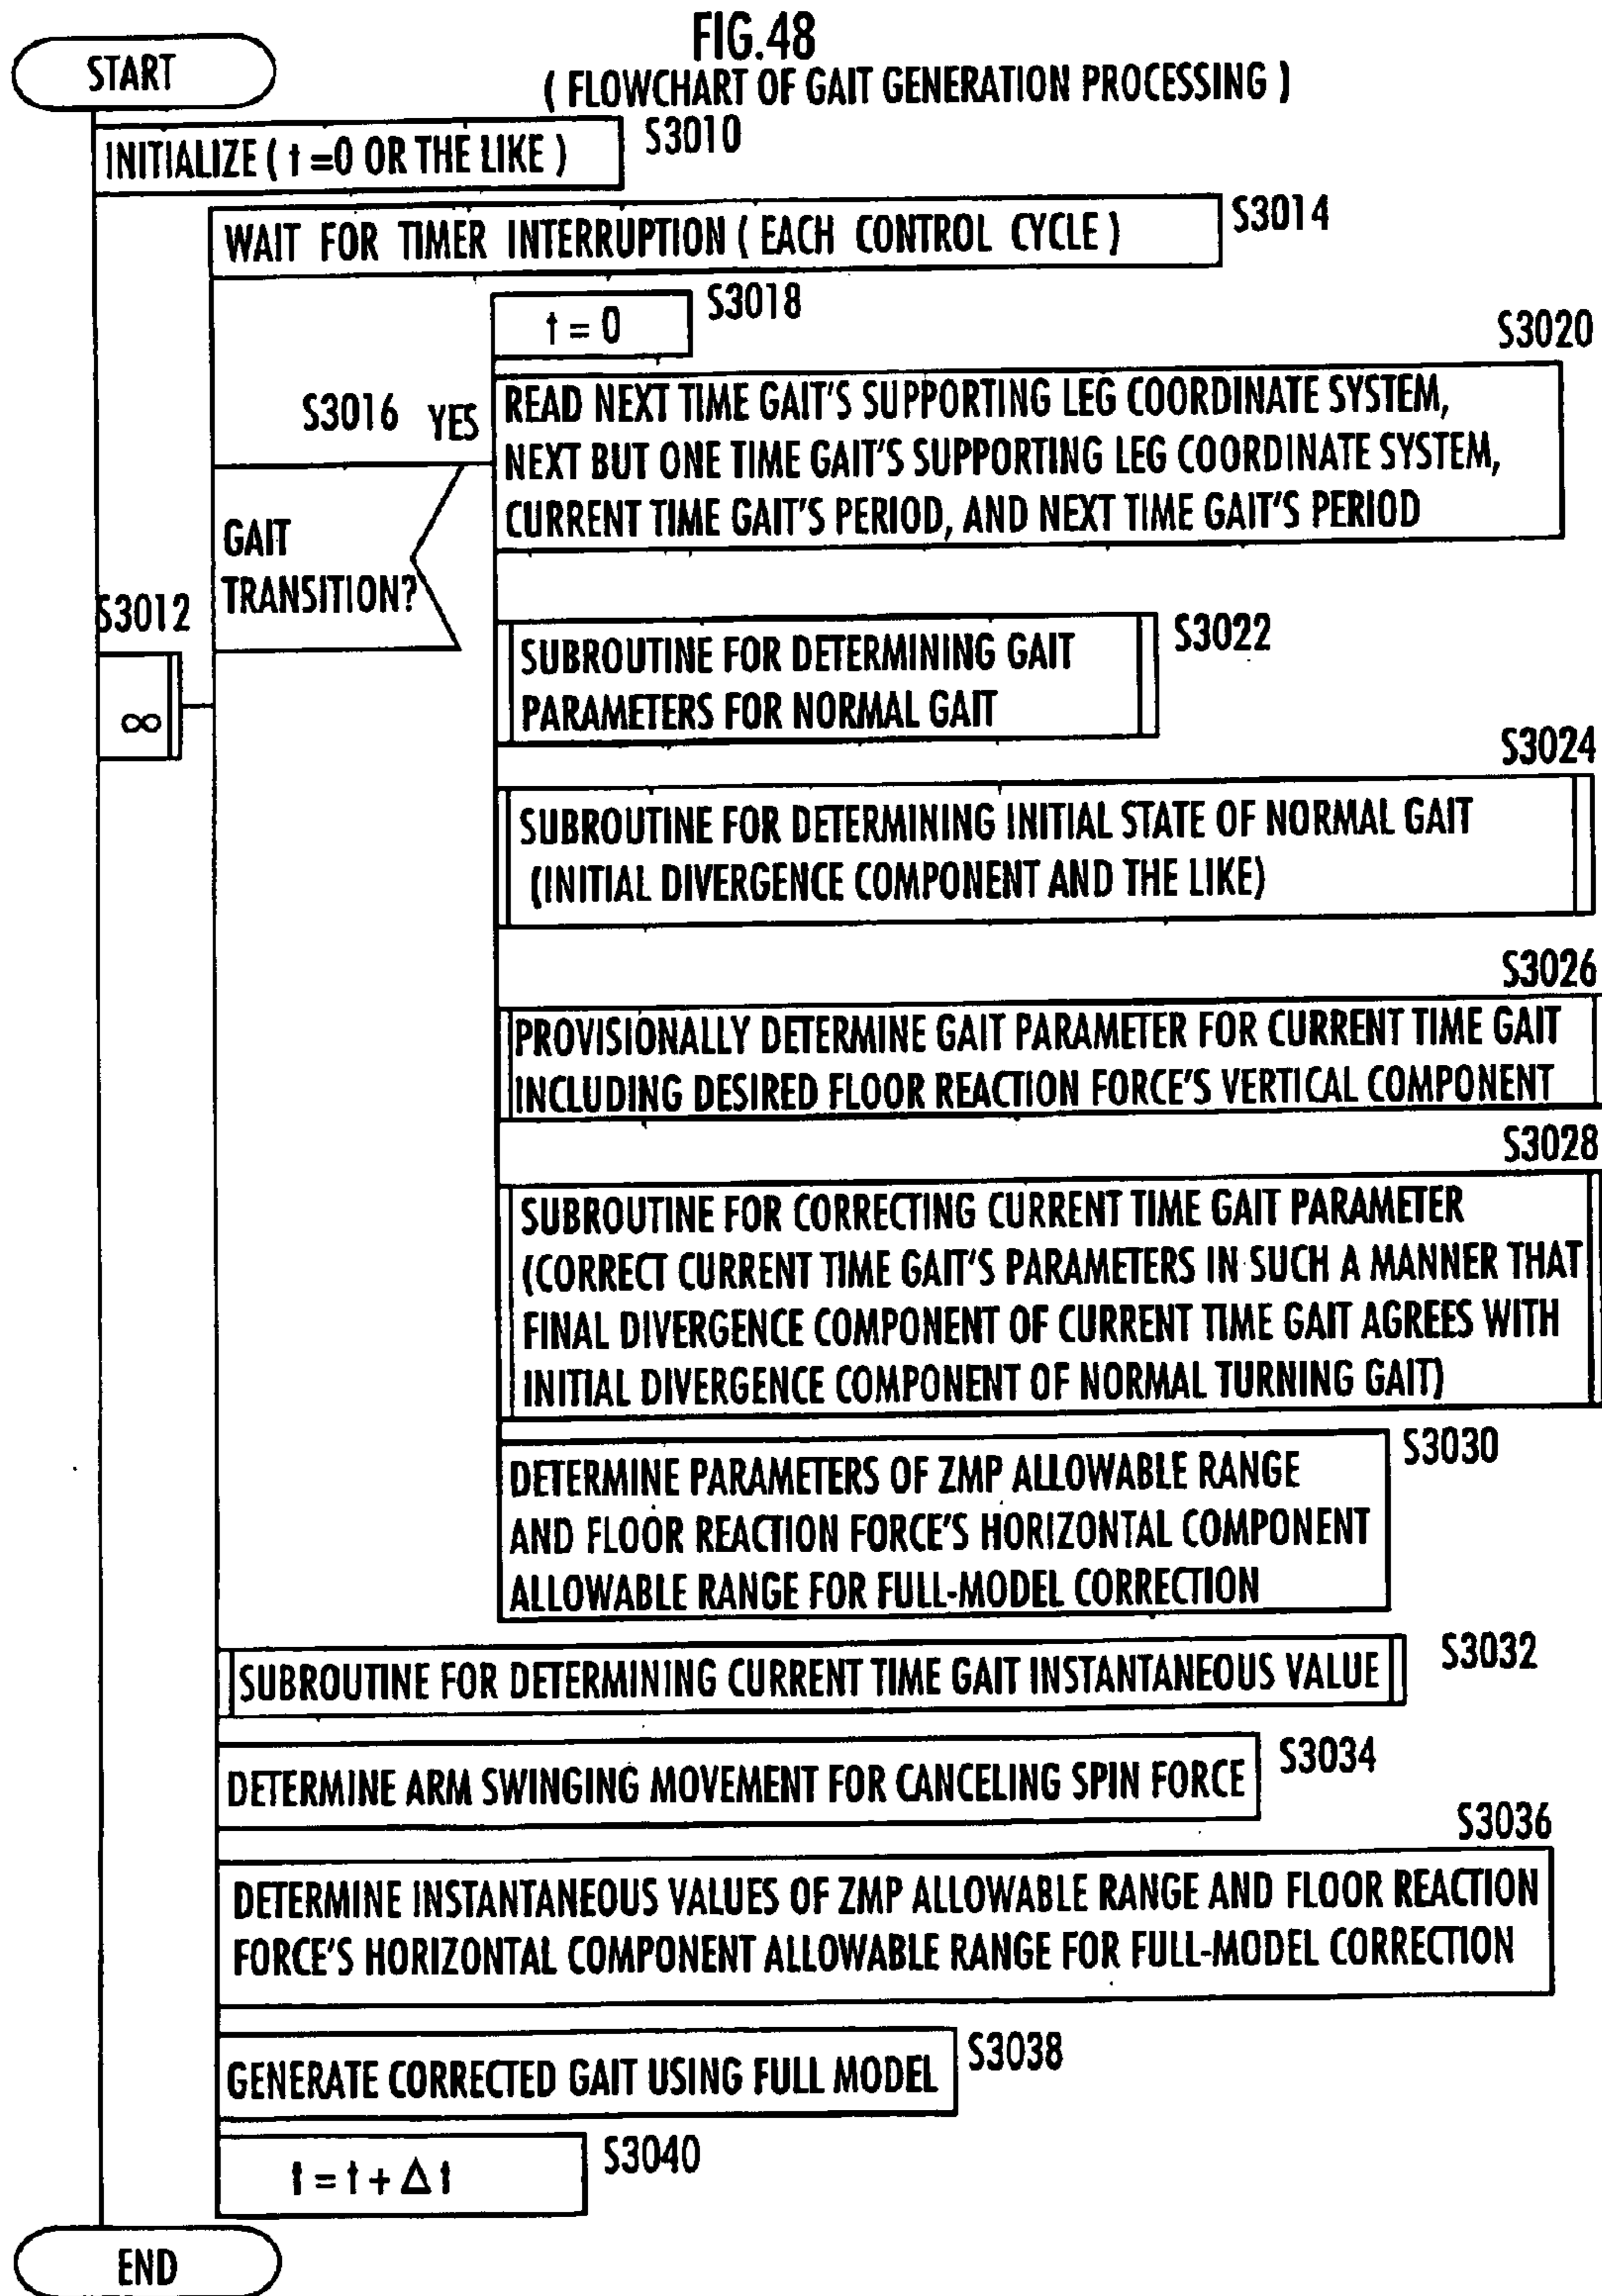 FIG.48
( FLOWCHART OF GAIT GENERATION PROCESSING )
START
INITIALIZE ( t =0 OR THE LIKE )
S3010
WAIT FOR TIMER INTERRUPTION ( EACH CONTROL CYCLE )
S3014
t = 0
S3018
S3020
S3016 YES
READ NEXT TIME GAIT'S SUPPORTING LEG COORDINATE SYSTEM,
NEXT BUT ONE TIME GAIT'S SUPPORTING LEG COORDINATE SYSTEM,
CURRENT TIME GAIT'S PERIOD, AND NEXT TIME GAIT'S PERIOD
GAIT
TRANSITION?
S3012
∞
SUBROUTINE FOR DETERMINING GAIT
PARAMETERS FOR NORMAL GAIT
S3022
S3024
SUBROUTINE FOR DETERMINING INITIAL STATE OF NORMAL GAIT
(INITIAL DIVERGENCE COMPONENT AND THE LIKE)
S3026
PROVISIONALLY DETERMINE GAIT PARAMETER FOR CURRENT TIME GAIT
INCLUDING DESIRED FLOOR REACTION FORCE'S VERTICAL COMPONENT
S3028
SUBROUTINE FOR CORRECTING CURRENT TIME GAIT PARAMETER
(CORRECT CURRENT TIME GAIT'S PARAMETERS IN SUCH A MANNER THAT
FINAL DIVERGENCE COMPONENT OF CURRENT TIME GAIT AGREES WITH
INITIAL DIVERGENCE COMPONENT OF NORMAL TURNING GAIT)
S3030
DETERMINE PARAMETERS OF ZMP ALLOWABLE RANGE
AND FLOOR REACTION FORCE'S HORIZONTAL COMPONENT
ALLOWABLE RANGE FOR FULL-MODEL CORRECTION
SUBROUTINE FOR DETERMINING CURRENT TIME GAIT INSTANTANEOUS VALUE
S3032
DETERMINE ARM SWINGING MOVEMENT FOR CANCELING SPIN FORCE
S3034
S3036
DETERMINE INSTANTANEOUS VALUES OF ZMP ALLOWABLE RANGE AND FLOOR REACTION
FORCE'S HORIZONTAL COMPONENT ALLOWABLE RANGE FOR FULL-MODEL CORRECTION
GENERATE CORRECTED GAIT USING FULL MODEL
S3038
t = t + Δ t
S3040
END